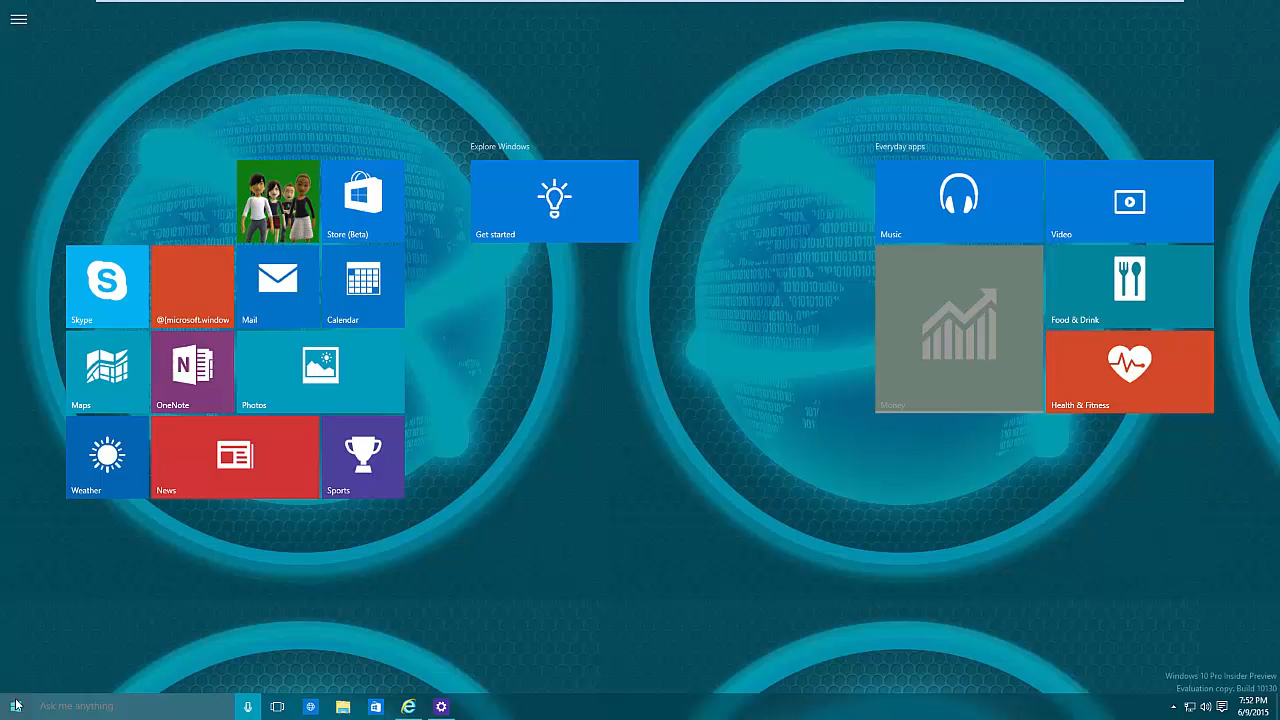 Explore Windows
Everyday apps
Store (Beta)
Get started
Music
Video
Skype
@{microsoft.window
Mail
Calendar
Food & Drink
Maps
OneNote
Photos
Money
Health & Fitness
Weather
News
Sports
Windows 10 Pro Insider Preview
Evaluation copy. Build 10130
Ask me anything
7:52 PM
6/9/2015